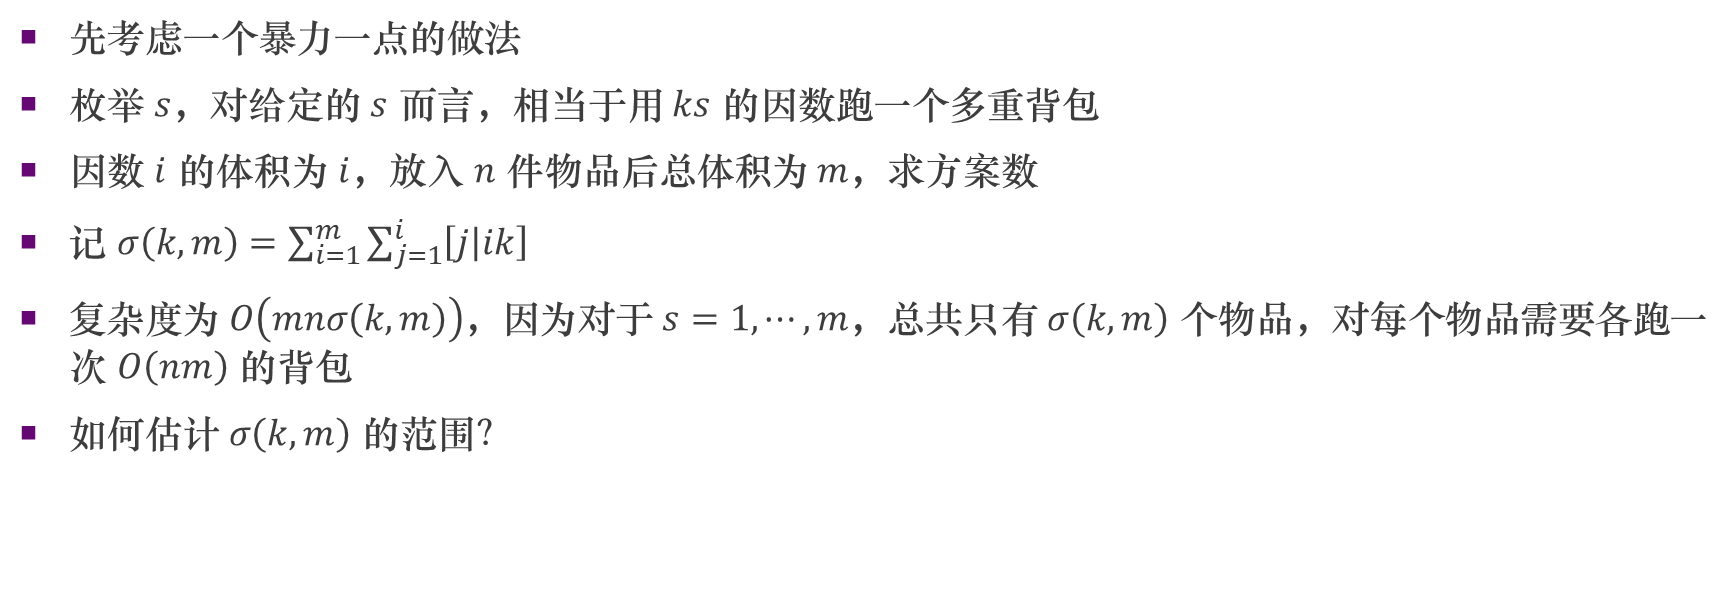 ▪ 先考虑一个暴力一点的做法
▪ 枚举 s，对给定的 s 而言，相当于用 ks 的因数跑一个多重背包
▪ 因数 i 的体积为 i，放入 n 件物品后总体积为 m，求方案数
▪ 记 σ(k, m) = ∑_{i=1}^{m} ∑_{j=1}^{i} [j|ik]
▪ 复杂度为 O(mnσ(k, m))，因为对于 s = 1, ⋯ , m，总共只有 σ(k, m) 个物品，对每个物品需要各跑一
次 O(nm) 的背包
▪ 如何估计 σ(k, m) 的范围？